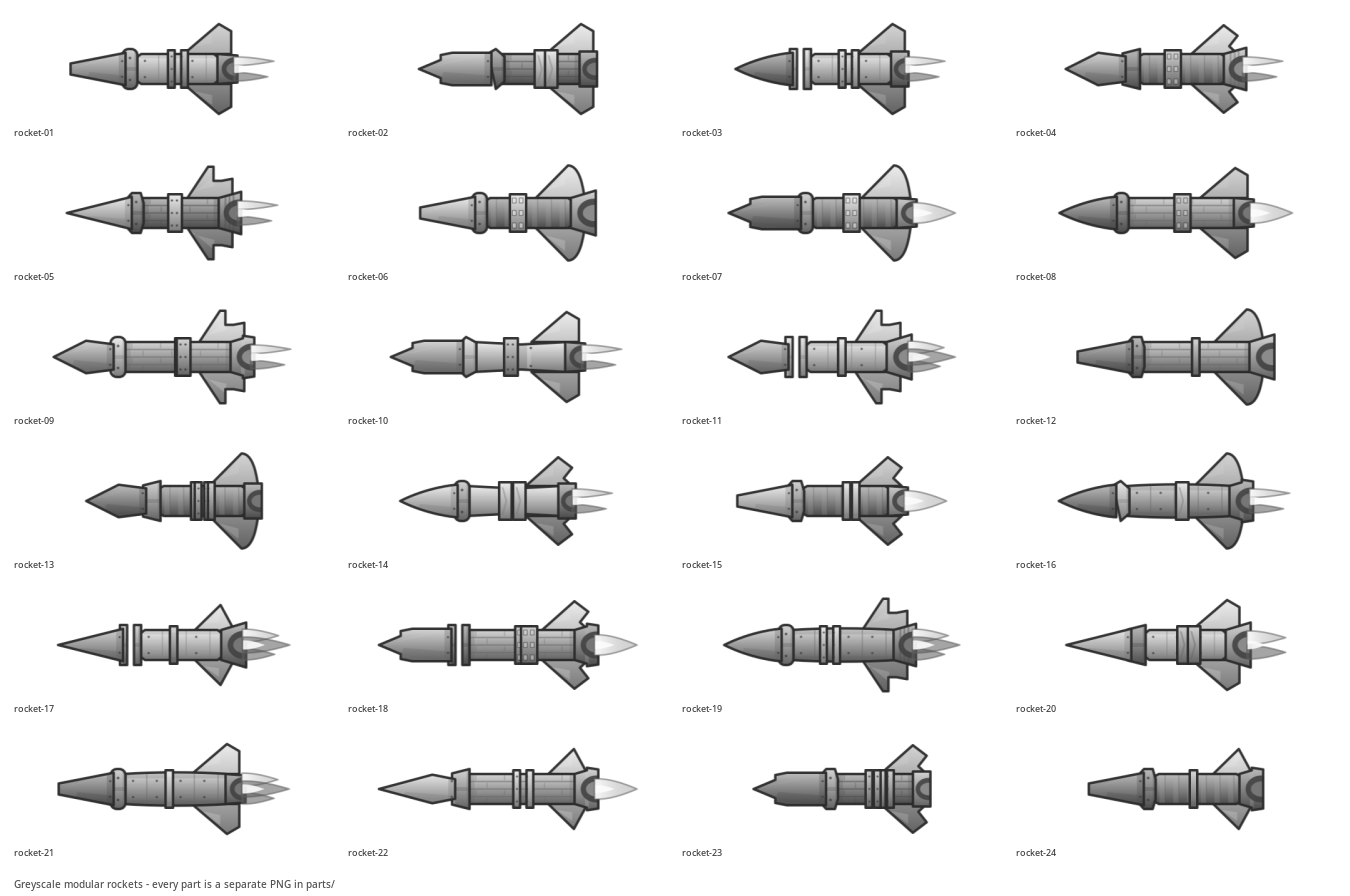 rocket-01 rocket-02 rocket-03 rocket-04
rocket-05 rocket-06 rocket-07 rocket-08
rocket-09 rocket-10 rocket-11 rocket-12
rocket-13 rocket-14 rocket-15 rocket-16
rocket-17 rocket-18 rocket-19 rocket-20
rocket-21 rocket-22 rocket-23 rocket-24
Greyscale modular rockets - every part is a separate PNG in parts/